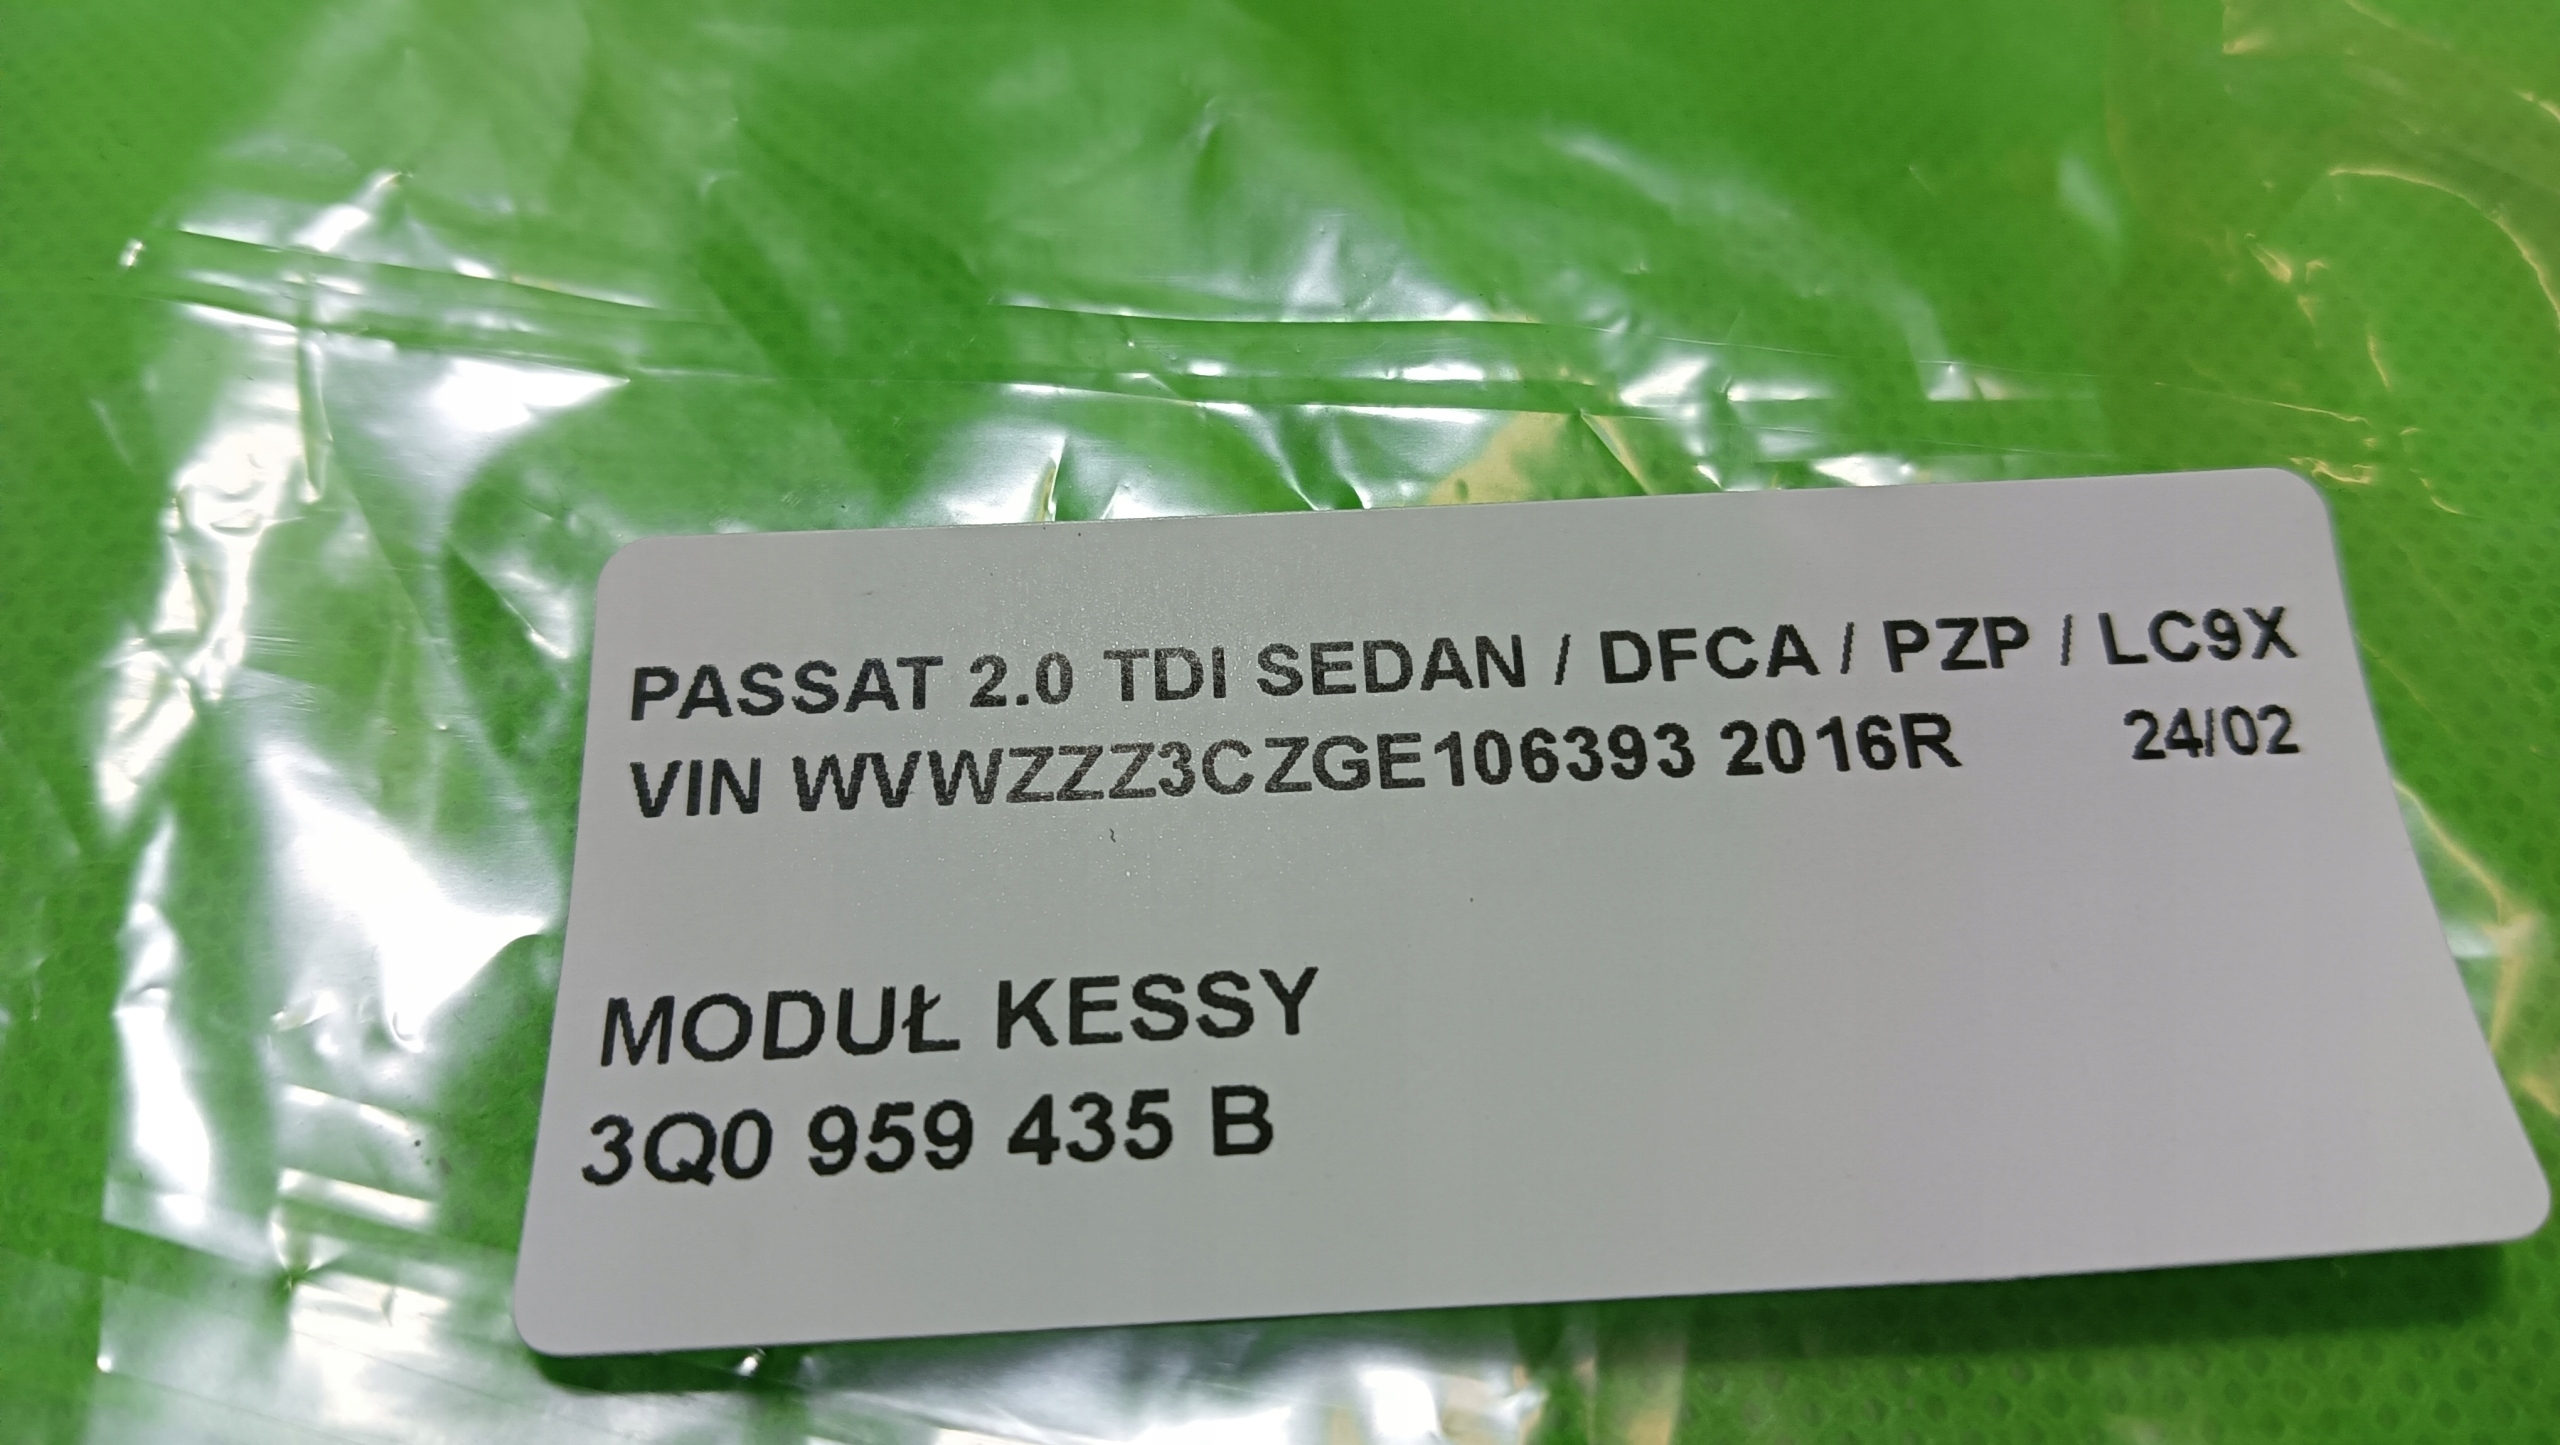 PASSAT 2.0 TDI SEDAN / DFCA / PZP / LC9X
VIN WVWZZZ3CZGE106393 2016R 24/02
MODUŁ KESSY
3Q0 959 435 B